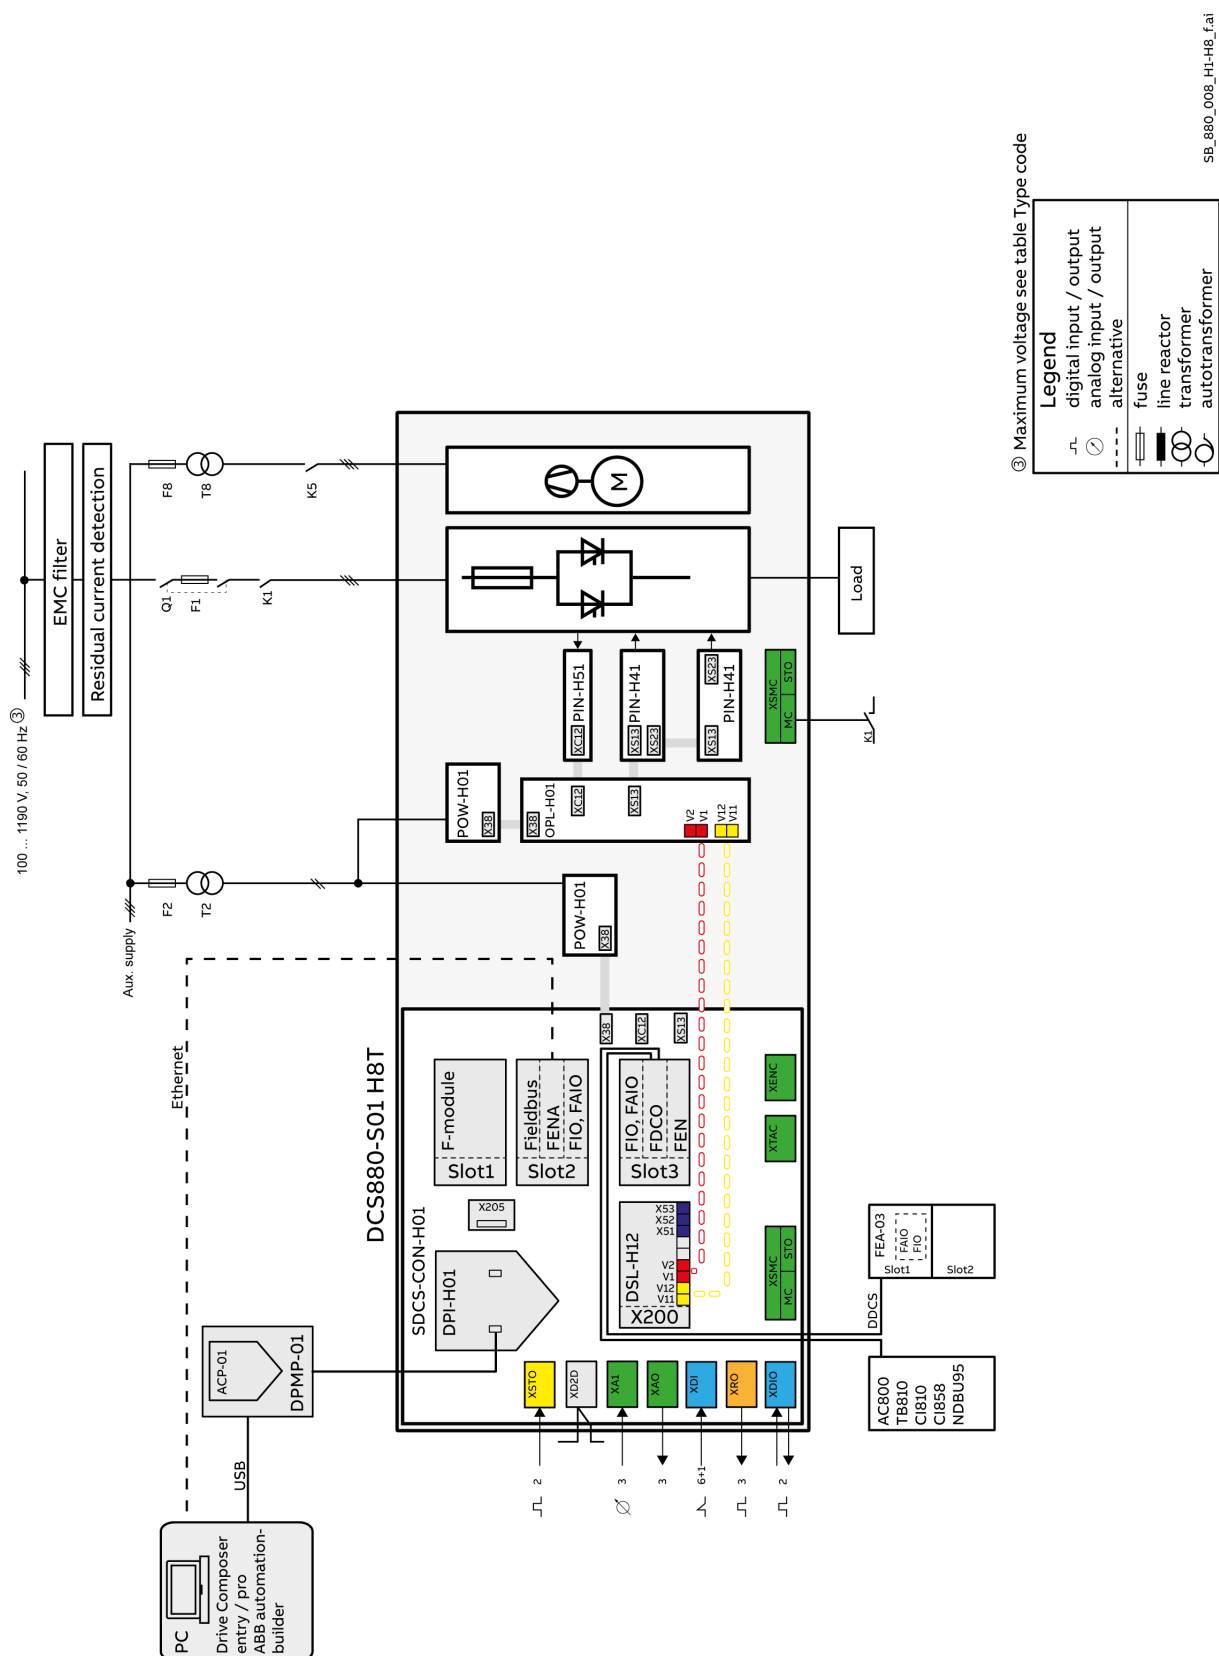 SB_880_008_H1-H8_f.ai
100 ... 1190 V, 50 / 60 Hz ③
EMC filter
Residual current detection
Aux. supply
F2
T2
Q1
F1
K1
F8
T8
K5
Ethernet
DCS880-S01 H8T
SDCS-CON-H01
PC
Drive Composer
entry / pro
ABB automation-
builder
USB
ACP-01
DPMP-01
DPI-H01
X205
F-module
Slot1
Fieldbus
FENA
FIO, FAIO
Slot2
FIO, FAIO
FDCO
FEN
Slot3
DSL-H12
X200
X53
X52
X51
V2
V1
V12
V11
X38
XC12
XS13
POW-H01
X38
POW-H01
X38
X38
OPL-H01
XC12
XS13
V2
V1
V12
V11
XC12
PIN-H51
XS13
XS23
PIN-H41
XS13
XS23
PIN-H41
M
XSMC
MC
STO
K1
Load
XSTO
XD2D
XA1
XAO
XDI
XRO
XDIO
2
3
3
6+1
3
2
XSMC
MC
STO
XTAC
XENC
DDCS
AC800
TB810
CI810
CI858
NDBU95
FEA-03
FAIO
FIO
Slot1
Slot2
③ Maximum voltage see table Type code
Legend
digital input / output
analog input / output
alternative
fuse
line reactor
transformer
autotransformer